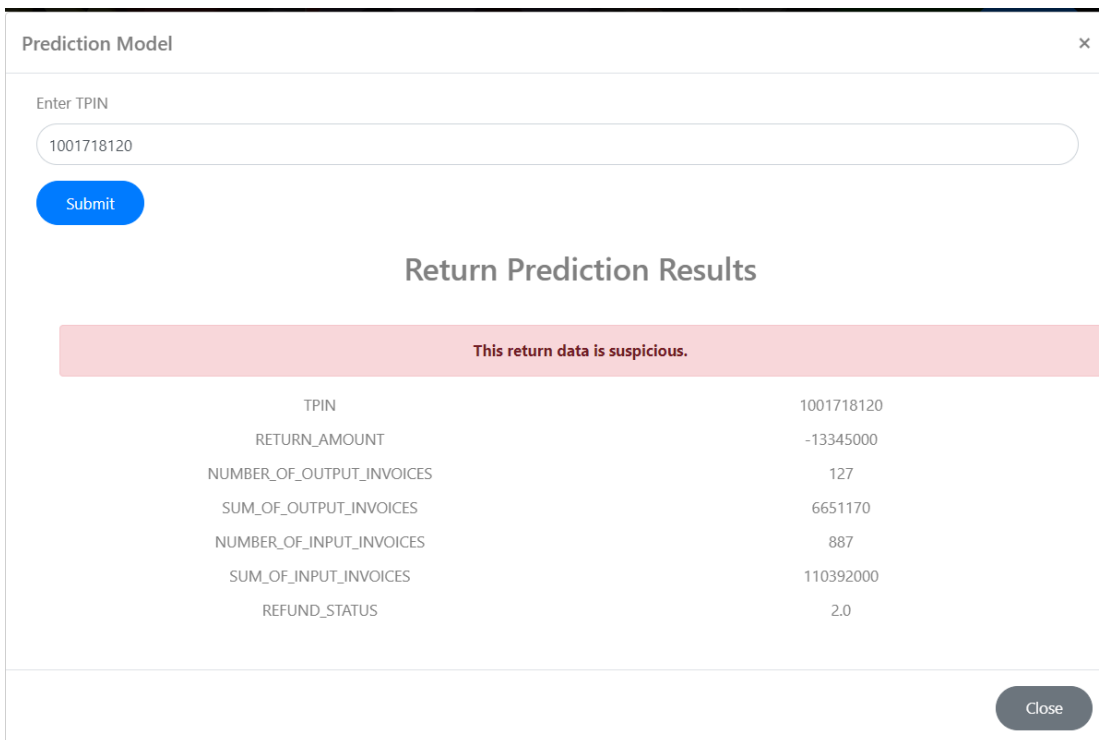 Prediction Model ×
Enter TPIN
1001718120
Submit
Return Prediction Results
This return data is suspicious.
TPIN 1001718120
RETURN_AMOUNT -13345000
NUMBER_OF_OUTPUT_INVOICES 127
SUM_OF_OUTPUT_INVOICES 6651170
NUMBER_OF_INPUT_INVOICES 887
SUM_OF_INPUT_INVOICES 110392000
REFUND_STATUS 2.0
Close